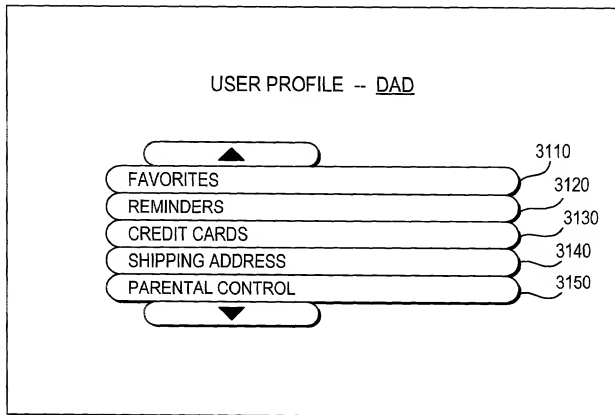 USER PROFILE -- DAD
FAVORITES 3110
REMINDERS 3120
CREDIT CARDS 3130
SHIPPING ADDRESS 3140
PARENTAL CONTROL 3150